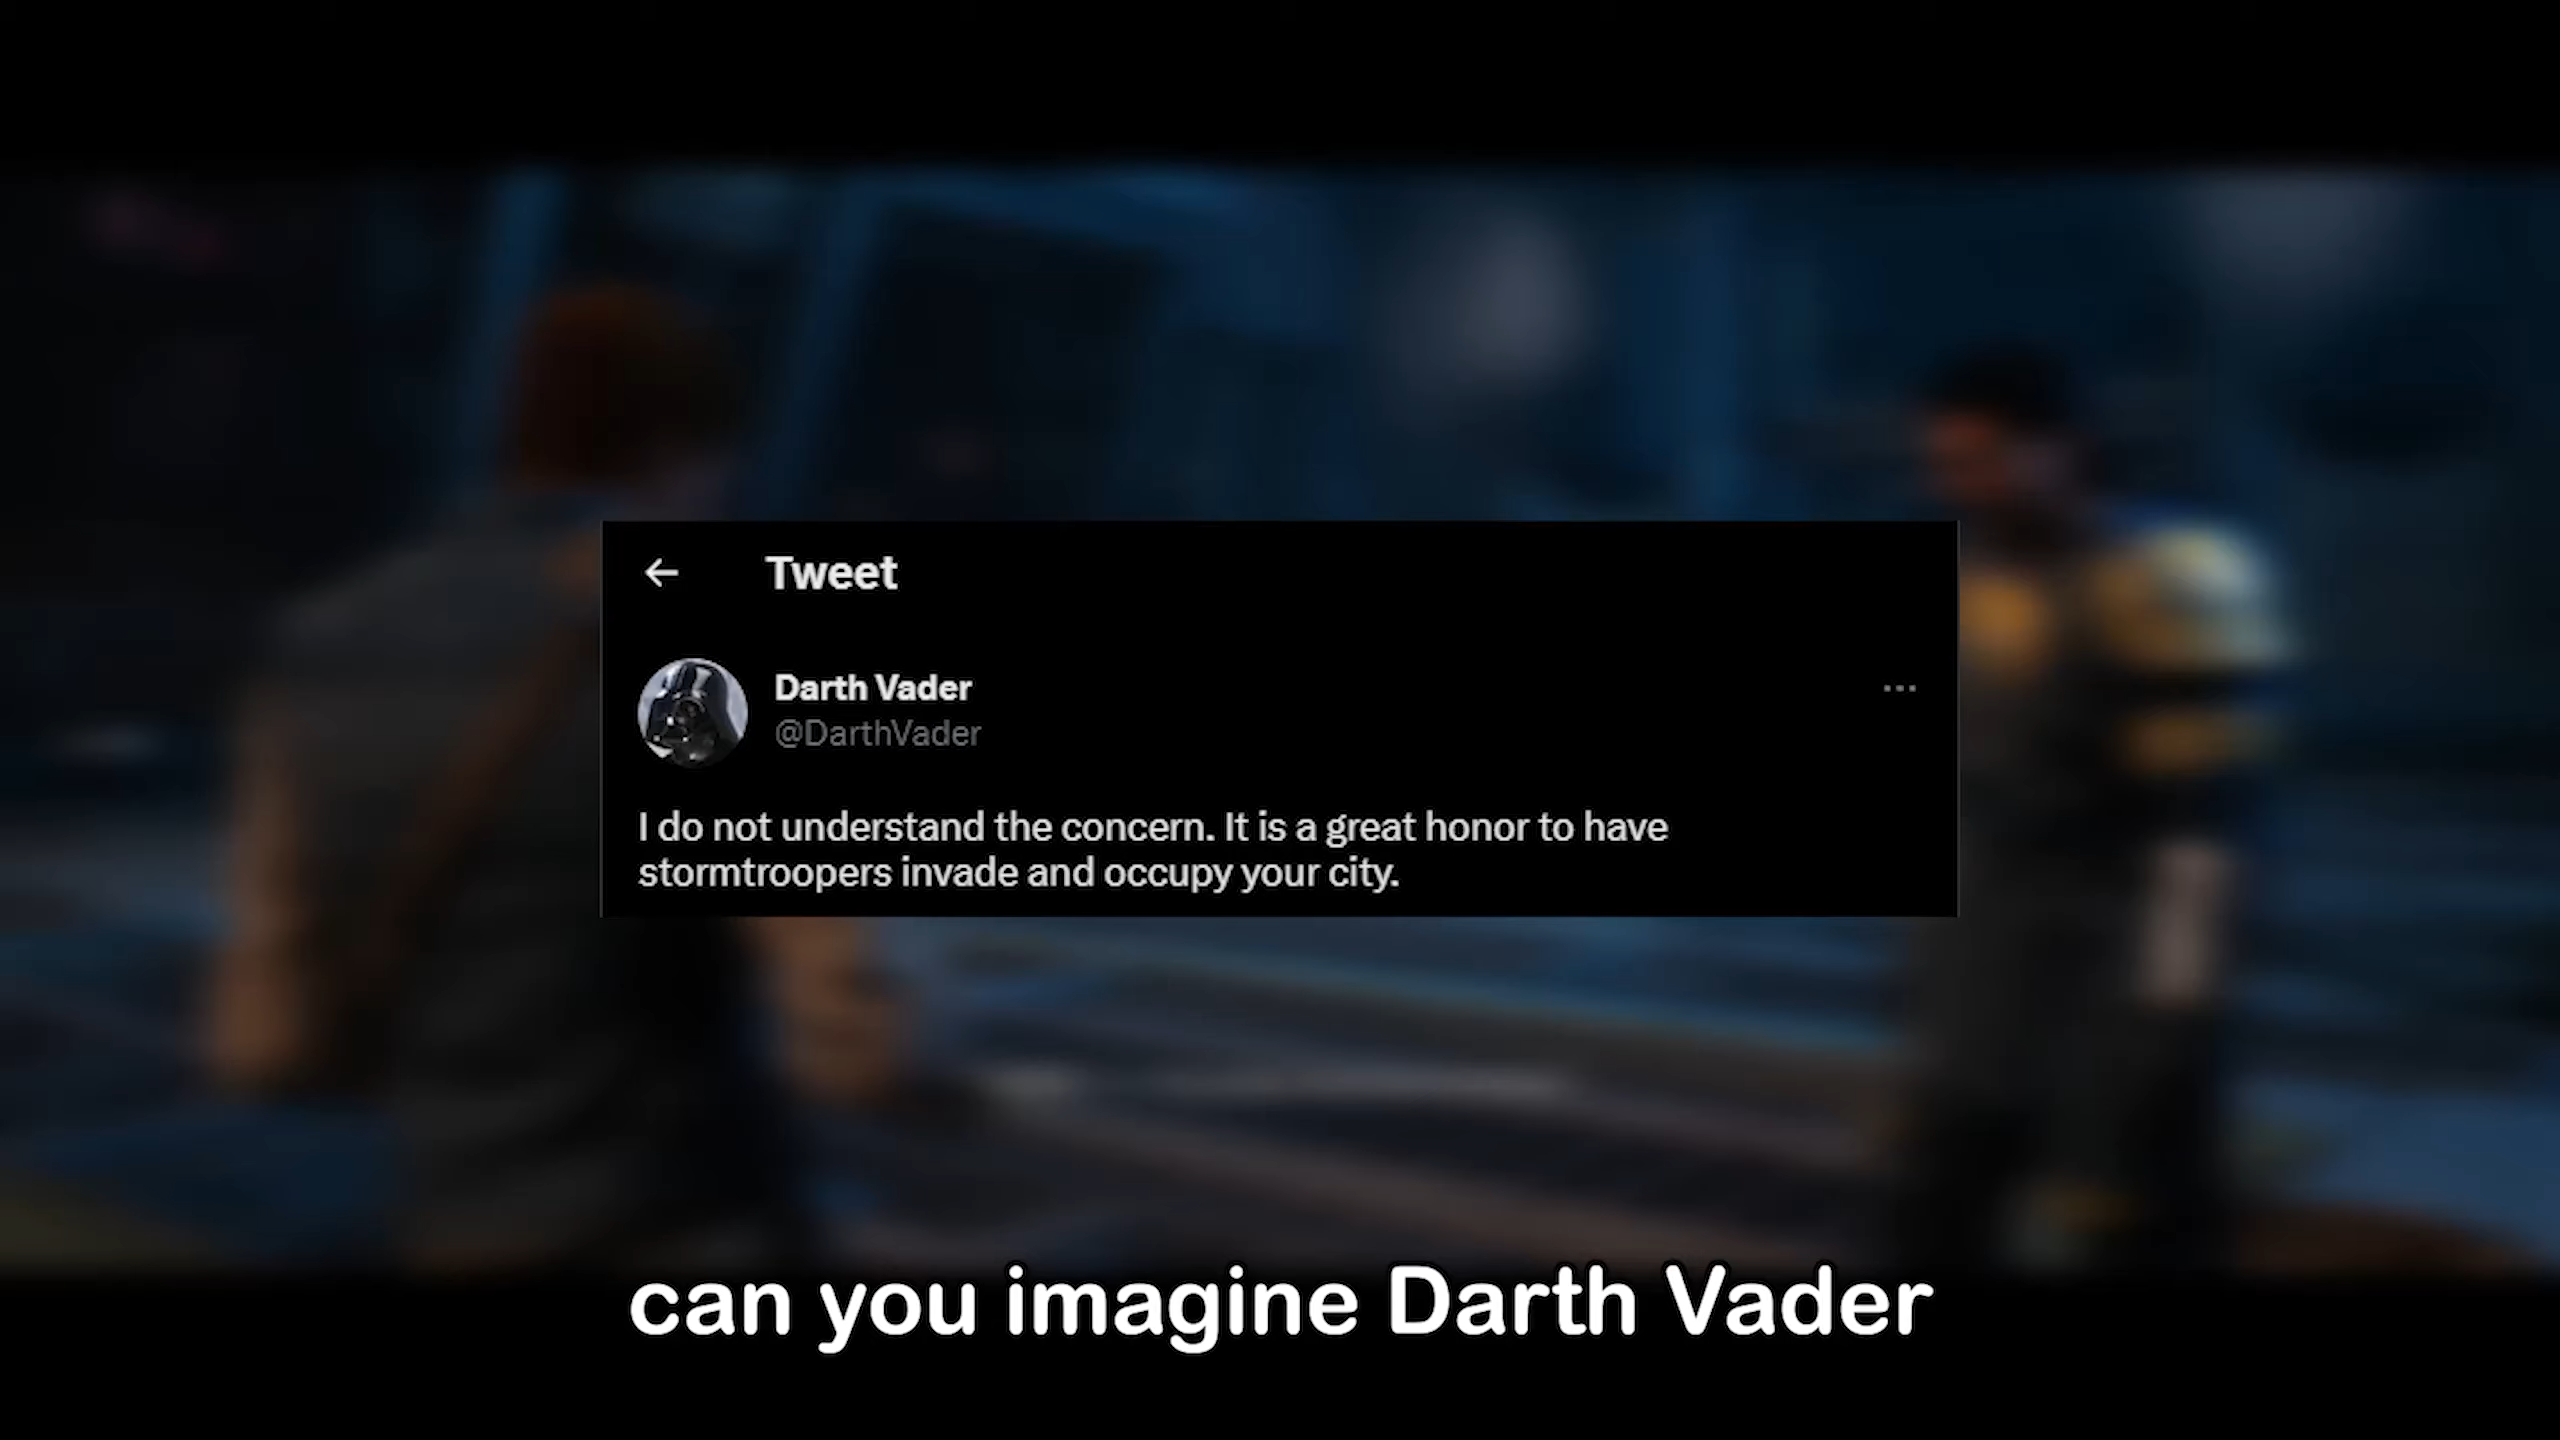 Tweet
Darth Vader
@DarthVader
I do not understand the concern. It is a great honor to have
stormtroopers invade and occupy your city.
can you imagine Darth Vader